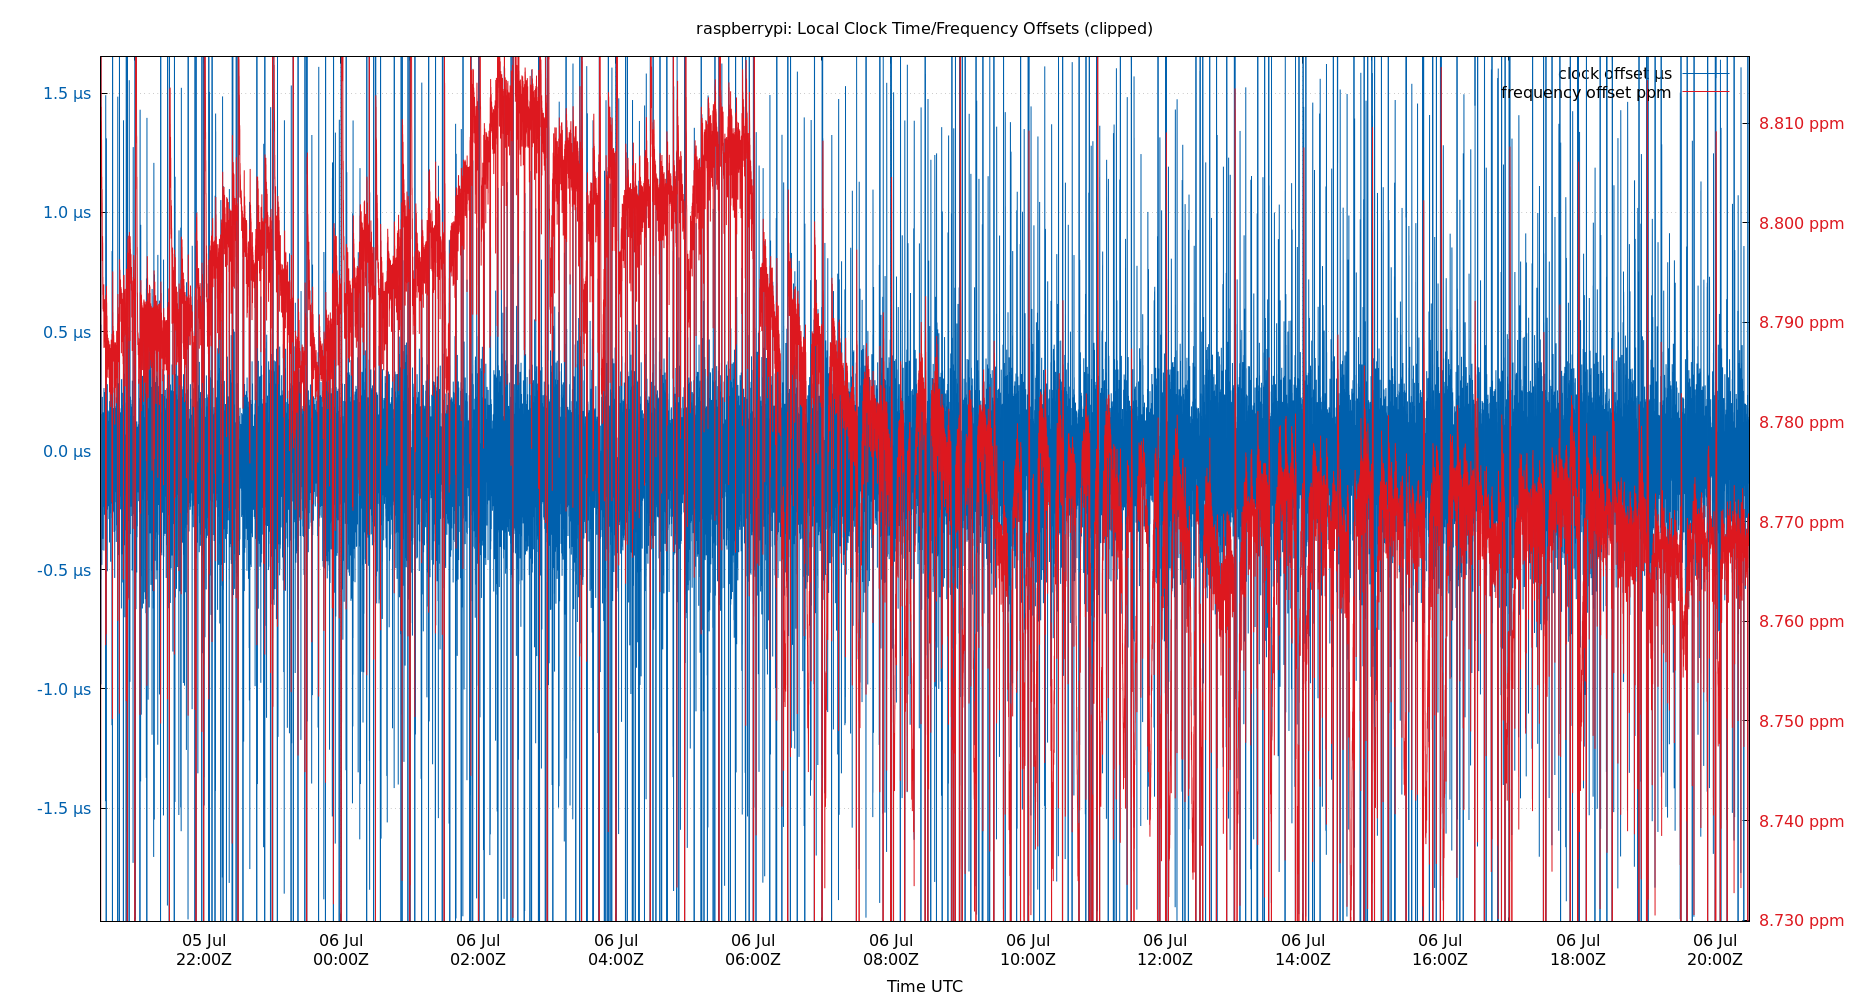 raspberrypi: Local Clock Time/Frequency Offsets (clipped)
clock offset µs
frequency offset ppm
1.5 µs
1.0 µs
0.5 µs
0.0 µs
-0.5 µs
-1.0 µs
-1.5 µs
8.810 ppm
8.800 ppm
8.790 ppm
8.780 ppm
8.770 ppm
8.760 ppm
8.750 ppm
8.740 ppm
8.730 ppm
05 Jul
22:00Z
06 Jul
00:00Z
06 Jul
02:00Z
06 Jul
04:00Z
06 Jul
06:00Z
06 Jul
08:00Z
06 Jul
10:00Z
06 Jul
12:00Z
06 Jul
14:00Z
06 Jul
16:00Z
06 Jul
18:00Z
06 Jul
20:00Z
Time UTC